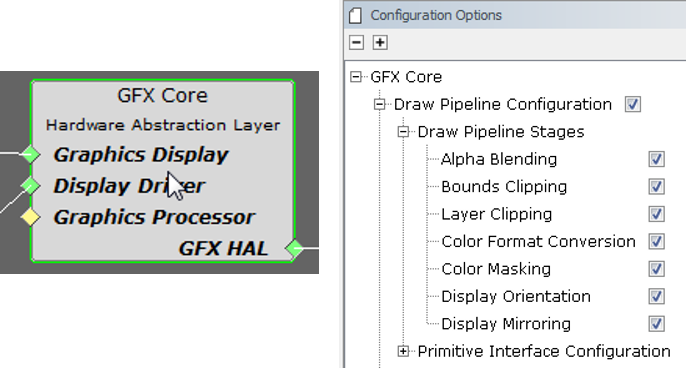 GFX Core
Hardware Abstraction Layer
Graphics Display
Display Driver
Graphics Processor
GFX HAL
Configuration Options
GFX Core
Draw Pipeline Configuration
Draw Pipeline Stages
Alpha Blending
Bounds Clipping
Layer Clipping
Color Format Conversion
Color Masking
Display Orientation
Display Mirroring
Primitive Interface Configuration